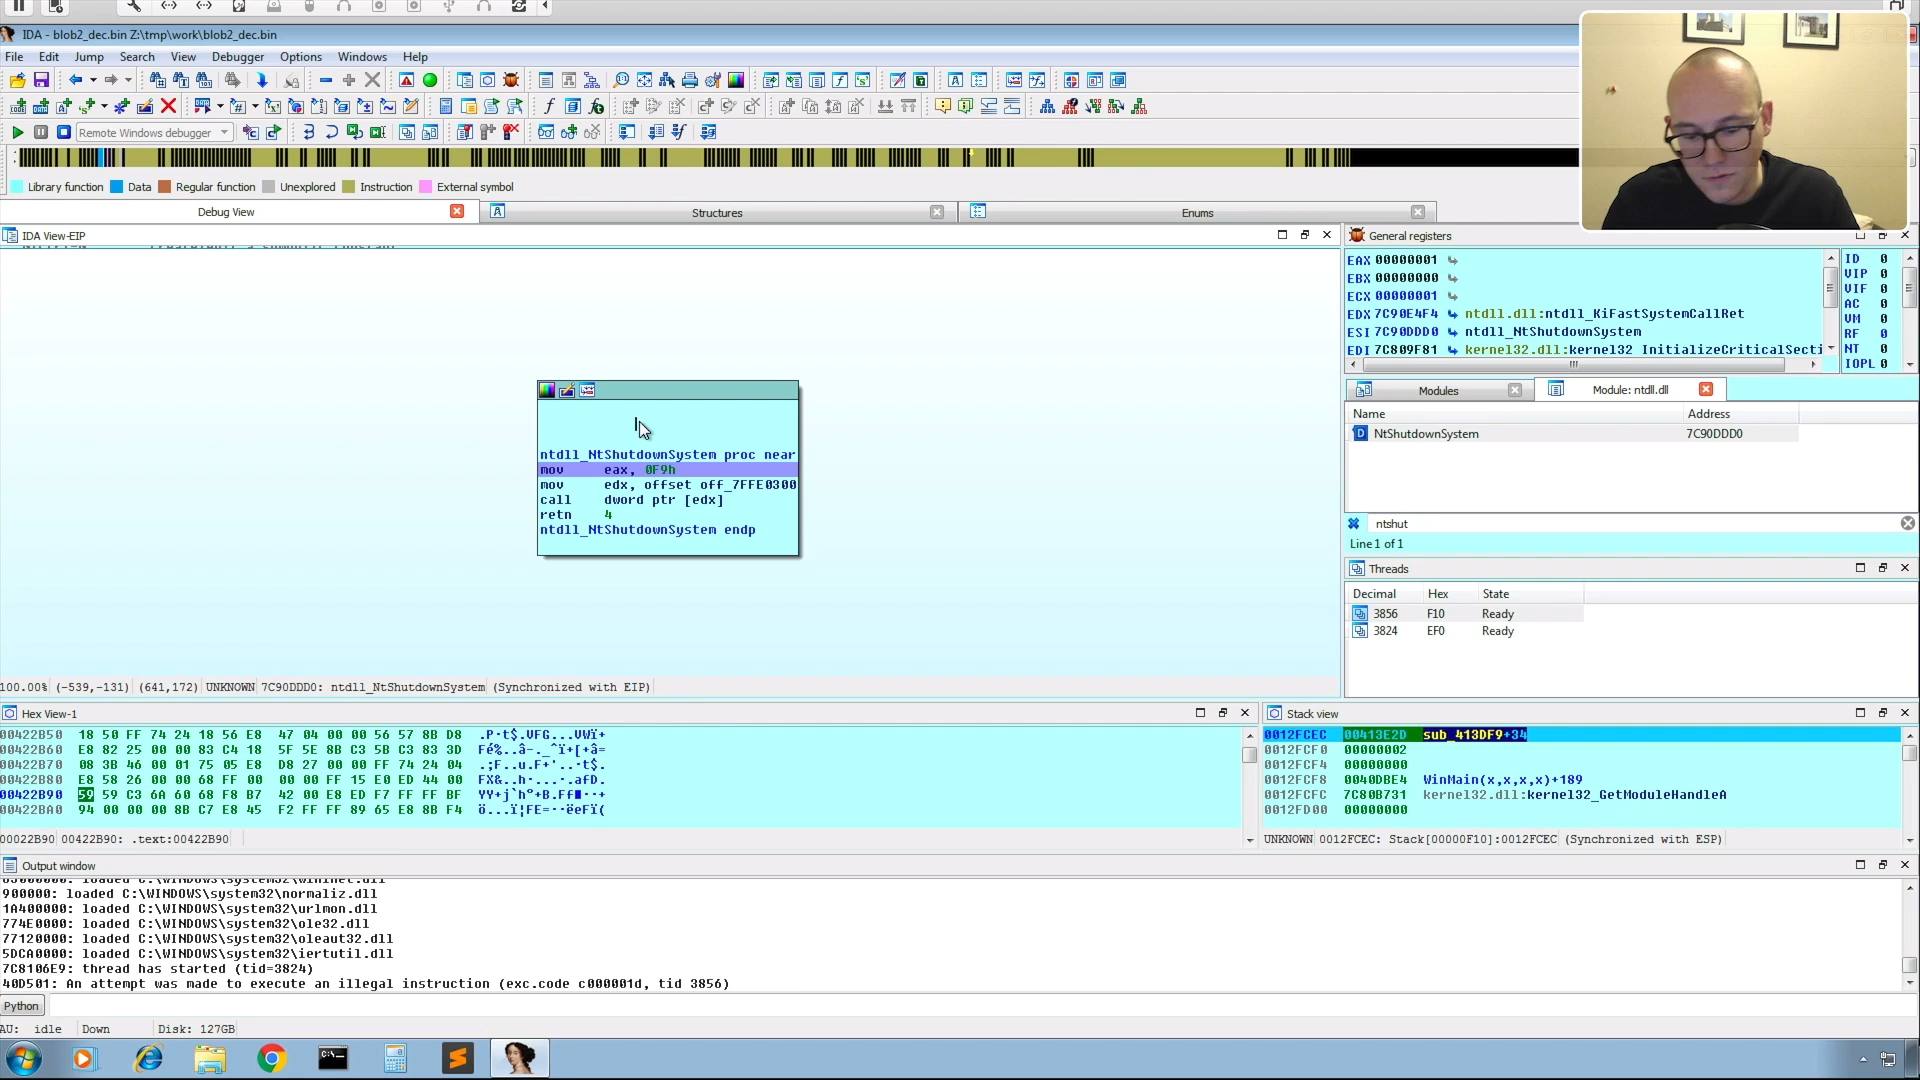 IDA - blob2_dec.bin Z:\tmp\work\blob2_dec.bin
File Edit Jump Search View Debugger Options Windows Help
Remote Windows debugger
Library function Data Regular function Unexplored Instruction External symbol
Debug View Structures Enums
IDA View-EIP
ntdll_NtShutdownSystem proc near
mov eax, 0F9h
mov edx, offset off_7FFE0300
call dword ptr [edx]
retn 4
ntdll_NtShutdownSystem endp
100.00% (-539,-131) (641,172) UNKNOWN 7C90DDD0: ntdll_NtShutdownSystem (Synchronized with EIP)
General registers
EAX 00000001
EBX 00000000
ECX 00000001
EDX 7C90E4F4 ntdll.dll:ntdll_KiFastSystemCallRet
ESI 7C90DDD0 ntdll_NtShutdownSystem
EDI 7C809F81 kernel32.dll:kernel32_InitializeCriticalSecti
ID 0
VIP 0
VIF 0
AC 0
VM 0
RF 0
NT 0
IOPL 0
Modules Module: ntdll.dll
Name Address
NtShutdownSystem 7C90DDD0
ntshut
Line 1 of 1
Threads
Decimal Hex State
3856 F10 Ready
3824 EF0 Ready
Hex View-1
00422B50 18 50 FF 74 24 18 56 E8 47 04 00 00 56 57 8B D8
00422B60 E8 82 25 00 00 83 C4 18 5F 5E 8B C3 5B C3 83 3D
00422B70 08 3B 46 00 01 75 05 E8 D8 27 00 00 FF 74 24 04
00422B80 E8 58 26 00 00 68 FF 00 00 00 FF 15 E0 ED 44 00
00422B90 59 59 C3 6A 60 68 F8 B7 42 00 E8 ED F7 FF FF BF
00422BA0 94 00 00 00 8B C7 E8 45 F2 FF FF 89 65 E8 8B F4
00022B90 00422B90: .text:00422B90
Stack view
0012FCEC 00413E2D sub_413DF9+34
0012FCF0 00000002
0012FCF4 00000000
0012FCF8 0040DBE4 WinMain(x,x,x,x)+189
0012FCFC 7C80B731 kernel32.dll:kernel32_GetModuleHandleA
0012FD00 00000000
UNKNOWN 0012FCEC: Stack[00000F10]:0012FCEC (Synchronized with ESP)
Output window
900000: loaded C:\WINDOWS\system32\normaliz.dll
1A400000: loaded C:\WINDOWS\system32\urlmon.dll
774E0000: loaded C:\WINDOWS\system32\ole32.dll
77120000: loaded C:\WINDOWS\system32\oleaut32.dll
5DCA0000: loaded C:\WINDOWS\system32\iertutil.dll
7C8106E9: thread has started (tid=3824)
40D501: An attempt was made to execute an illegal instruction (exc.code c000001d, tid 3856)
Python
AU: idle Down Disk: 127GB